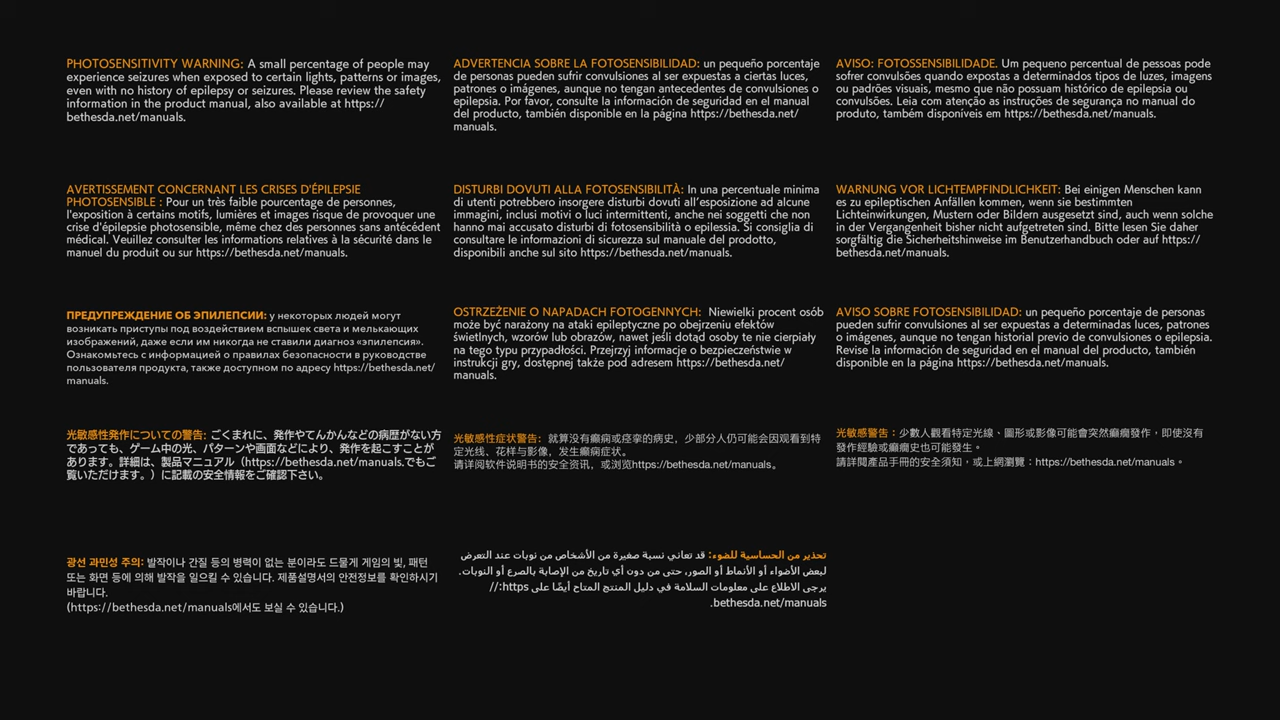 PHOTOSENSITIVITY WARNING: A small percentage of people may
experience seizures when exposed to certain lights, patterns or images,
even with no history of epilepsy or seizures. Please review the safety
information in the product manual, also available at https://
bethesda.net/manuals.
ADVERTENCIA SOBRE LA FOTOSENSIBILIDAD: un pequeño porcentaje
de personas pueden sufrir convulsiones al ser expuestas a ciertas luces,
patrones o imágenes, aunque no tengan antecedentes de convulsiones o
epilepsia. Por favor, consulte la información de seguridad en el manual
del producto, también disponible en la página https://bethesda.net/
manuals.
AVISO: FOTOSSENSIBILIDADE. Um pequeno percentual de pessoas pode
sofrer convulsões quando expostas a determinados tipos de luzes, imagens
ou padrões visuais, mesmo que não possuam histórico de epilepsia ou
convulsões. Leia com atenção as instruções de segurança no manual do
produto, também disponíveis em https://bethesda.net/manuals.
AVERTISSEMENT CONCERNANT LES CRISES D'ÉPILEPSIE
PHOTOSENSIBLE : Pour un très faible pourcentage de personnes,
l'exposition à certains motifs, lumières et images risque de provoquer une
crise d'épilepsie photosensible, même chez des personnes sans antécédent
médical. Veuillez consulter les informations relatives à la sécurité dans le
manuel du produit ou sur https://bethesda.net/manuals.
DISTURBI DOVUTI ALLA FOTOSENSIBILITÀ: In una percentuale minima
di utenti potrebbero insorgere disturbi dovuti all’esposizione ad alcune
immagini, inclusi motivi o luci intermittenti, anche nei soggetti che non
hanno mai accusato disturbi di fotosensibilità o epilessia. Si consiglia di
consultare le informazioni di sicurezza sul manuale del prodotto,
disponibili anche sul sito https://bethesda.net/manuals.
WARNUNG VOR LICHTEMPFINDLICHKEIT: Bei einigen Menschen kann
es zu epileptischen Anfällen kommen, wenn sie bestimmten
Lichteinwirkungen, Mustern oder Bildern ausgesetzt sind, auch wenn solche
in der Vergangenheit bisher nicht aufgetreten sind. Bitte lesen Sie daher
sorgfältig die Sicherheitshinweise im Benutzerhandbuch oder auf https://
bethesda.net/manuals.
ПРЕДУПРЕЖДЕНИЕ ОБ ЭПИЛЕПСИИ: у некоторых людей могут
возникать приступы под воздействием вспышек света и мелькающих
изображений, даже если им никогда не ставили диагноз «эпилепсия».
Ознакомьтесь с информацией о правилах безопасности в руководстве
пользователя продукта, также доступном по адресу https://bethesda.net/
manuals.
OSTRZEŻENIE O NAPADACH FOTOGENNYCH: Niewielki procent osób
może być narażony na ataki epileptyczne po obejrzeniu efektów
świetlnych, wzorów lub obrazów, nawet jeśli dotąd osoby te nie cierpiały
na tego typu przypadłości. Przejrzyj informacje o bezpieczeństwie w
instrukcji gry, dostępnej także pod adresem https://bethesda.net/
manuals.
AVISO SOBRE FOTOSENSIBILIDAD: un pequeño porcentaje de personas
pueden sufrir convulsiones al ser expuestas a determinadas luces, patrones
o imágenes, aunque no tengan historial previo de convulsiones o epilepsia.
Revise la información de seguridad en el manual del producto, también
disponible en la página https://bethesda.net/manuals.
光敏感性発作についての警告: ごくまれに、発作やてんかんなどの病歴がない方
であっても、ゲーム中の光、パターンや画面などにより、発作を起こすことが
あります。詳細は、製品マニュアル（https://bethesda.net/manuals.でもご
覧いただけます。）に記載の安全情報をご確認下さい。
光敏感性症状警告：就算没有癫痫或痉挛的病史，少部分人仍可能会因观看到特
定光线、花样与影像，发生癫痫症状。
请详阅软件说明书的安全资讯，或浏览https://bethesda.net/manuals。
光敏感警告：少數人觀看特定光線、圖形或影像可能會突然癲癇發作，即使沒有
發作經驗或癲癇史也可能發生。
請詳閱產品手冊的安全須知，或上網瀏覽：https://bethesda.net/manuals。
광선 과민성 주의: 발작이나 간질 등의 병력이 없는 분이라도 드물게 게임의 빛, 패턴
또는 화면 등에 의해 발작을 일으킬 수 있습니다. 제품설명서의 안전정보를 확인하시기
바랍니다.
(https://bethesda.net/manuals에서도 보실 수 있습니다.)
تحذير من الحساسية للضوء: قد تعاني نسبة صغيرة من الأشخاص من نوبات عند التعرض
لبعض الأضواء أو الأنماط أو الصور، حتى من دون أي تاريخ من الإصابة بالصرع أو النوبات.
يرجى الاطلاع على معلومات السلامة في دليل المنتج المتاح أيضًا على https://
bethesda.net/manuals.